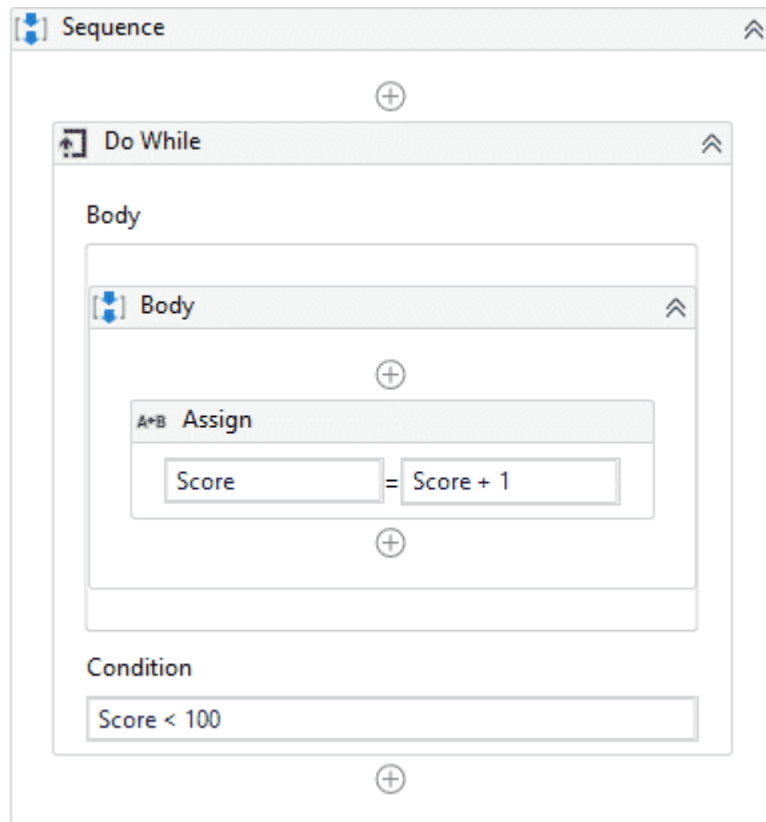 Sequence
Do While
Body
Body
A+B Assign
Score = Score + 1
Condition
Score < 100